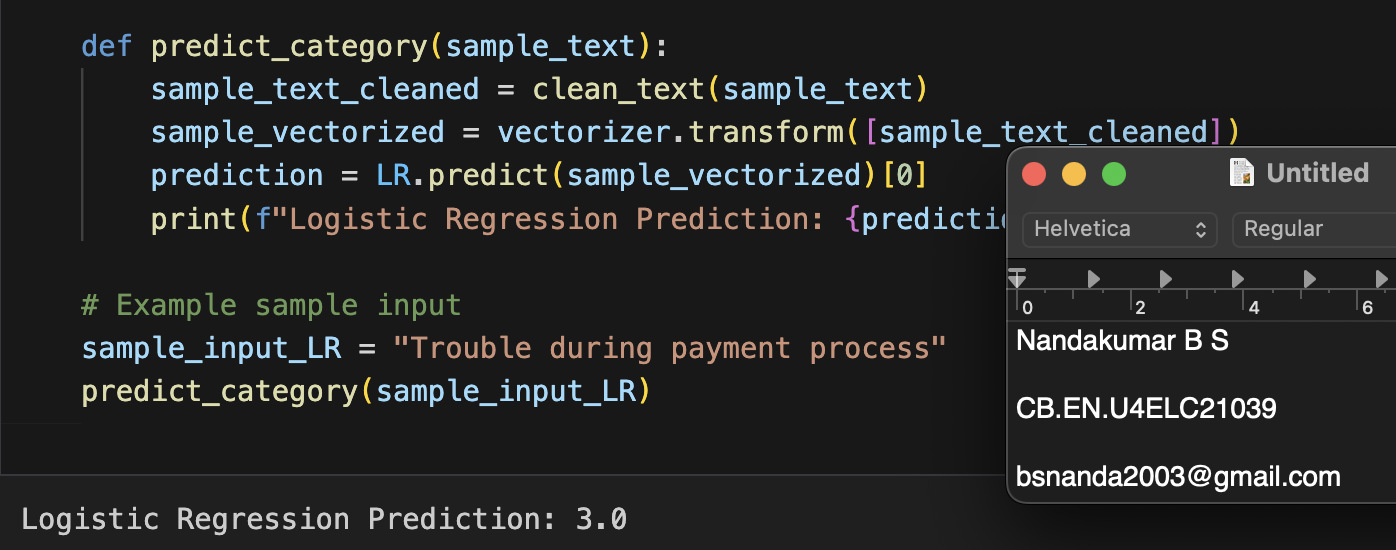 def predict_category(sample_text):
sample_text_cleaned = clean_text(sample_text)
sample_vectorized = vectorizer.transform([sample_text_cleaned])
prediction = LR.predict(sample_vectorized)[0]
print(f"Logistic Regression Prediction: {predictio
# Example sample input
sample_input_LR = "Trouble during payment process"
predict_category(sample_input_LR)
Logistic Regression Prediction: 3.0
Untitled
Helvetica Regular
0 2 4 6
Nandakumar B S
CB.EN.U4ELC21039
bsnanda2003@gmail.com